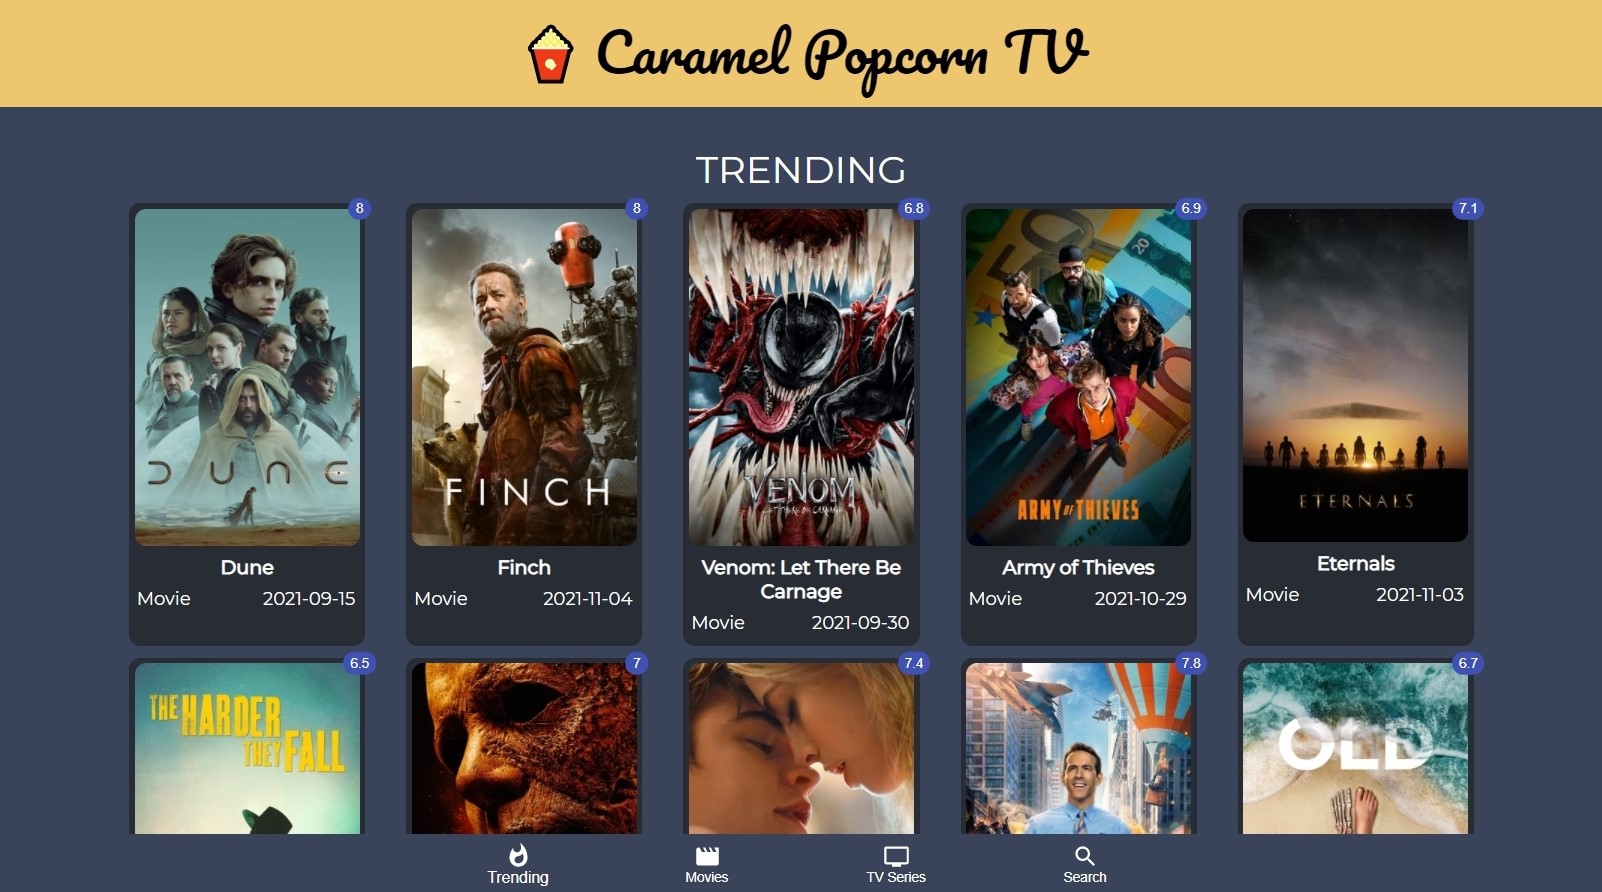 Caramel Popcorn TV
TRENDING
8
8
6.8
6.9
7.1
20
DUNE
FINCH
VENOM
LET THERE BE CARNAGE
ARMY OF THIEVES
ETERNALS
Dune
Movie 2021-09-15
Finch
Movie 2021-11-04
Venom: Let There Be
Carnage
Movie 2021-09-30
Army of Thieves
Movie 2021-10-29
Eternals
Movie 2021-11-03
6.5
7
7.4
7.8
6.7
THE HARDER
THEY FALL
OLD
Trending
Movies
TV Series
Search